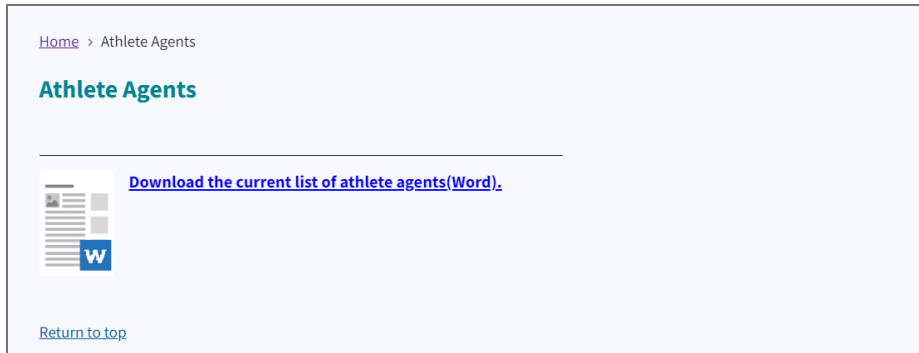 Home > Athlete Agents
Athlete Agents
Download the current list of athlete agents(Word).
W
Return to top